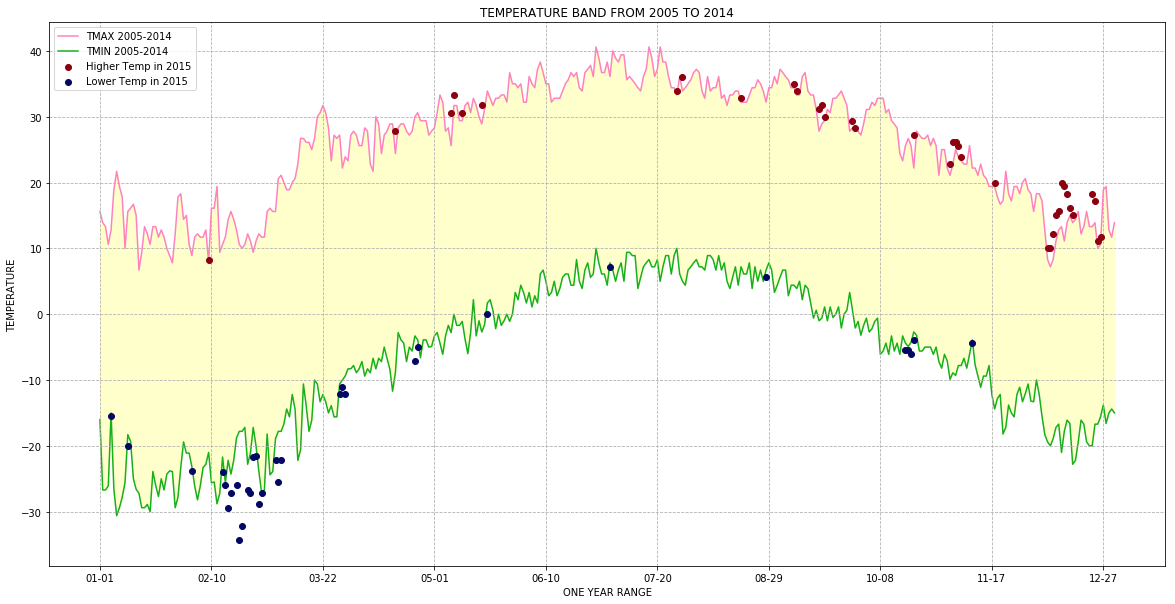 TEMPERATURE BAND FROM 2005 TO 2014
TMAX 2005-2014
TMIN 2005-2014
Higher Temp in 2015
Lower Temp in 2015
TEMPERATURE
40
30
20
10
0
−10
−20
−30
01-01 02-10 03-22 05-01 06-10 07-20 08-29 10-08 11-17 12-27
ONE YEAR RANGE